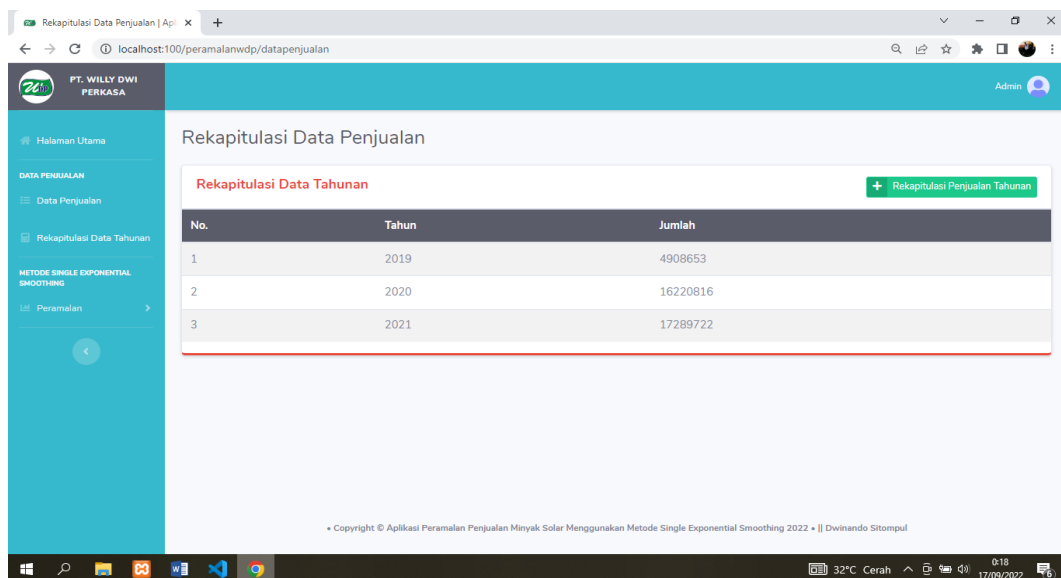 Rekapitulasi Data Penjualan | Apl
localhost:100/peramalanwdp/datapenjualan
PT. WILLY DWI
PERKASA
Admin
Halaman Utama
DATA PENJUALAN
Data Penjualan
Rekapitulasi Data Tahunan
METODE SINGLE EXPONENTIAL
SMOOTHING
Peramalan
Rekapitulasi Data Penjualan
Rekapitulasi Data Tahunan
+ Rekapitulasi Penjualan Tahunan
No. Tahun Jumlah
1 2019 4908653
2 2020 16220816
3 2021 17289722
• Copyright © Aplikasi Peramalan Penjualan Minyak Solar Menggunakan Metode Single Exponential Smoothing 2022 • || Dwinando Sitompul
32°C Cerah
0:18
17/09/2022